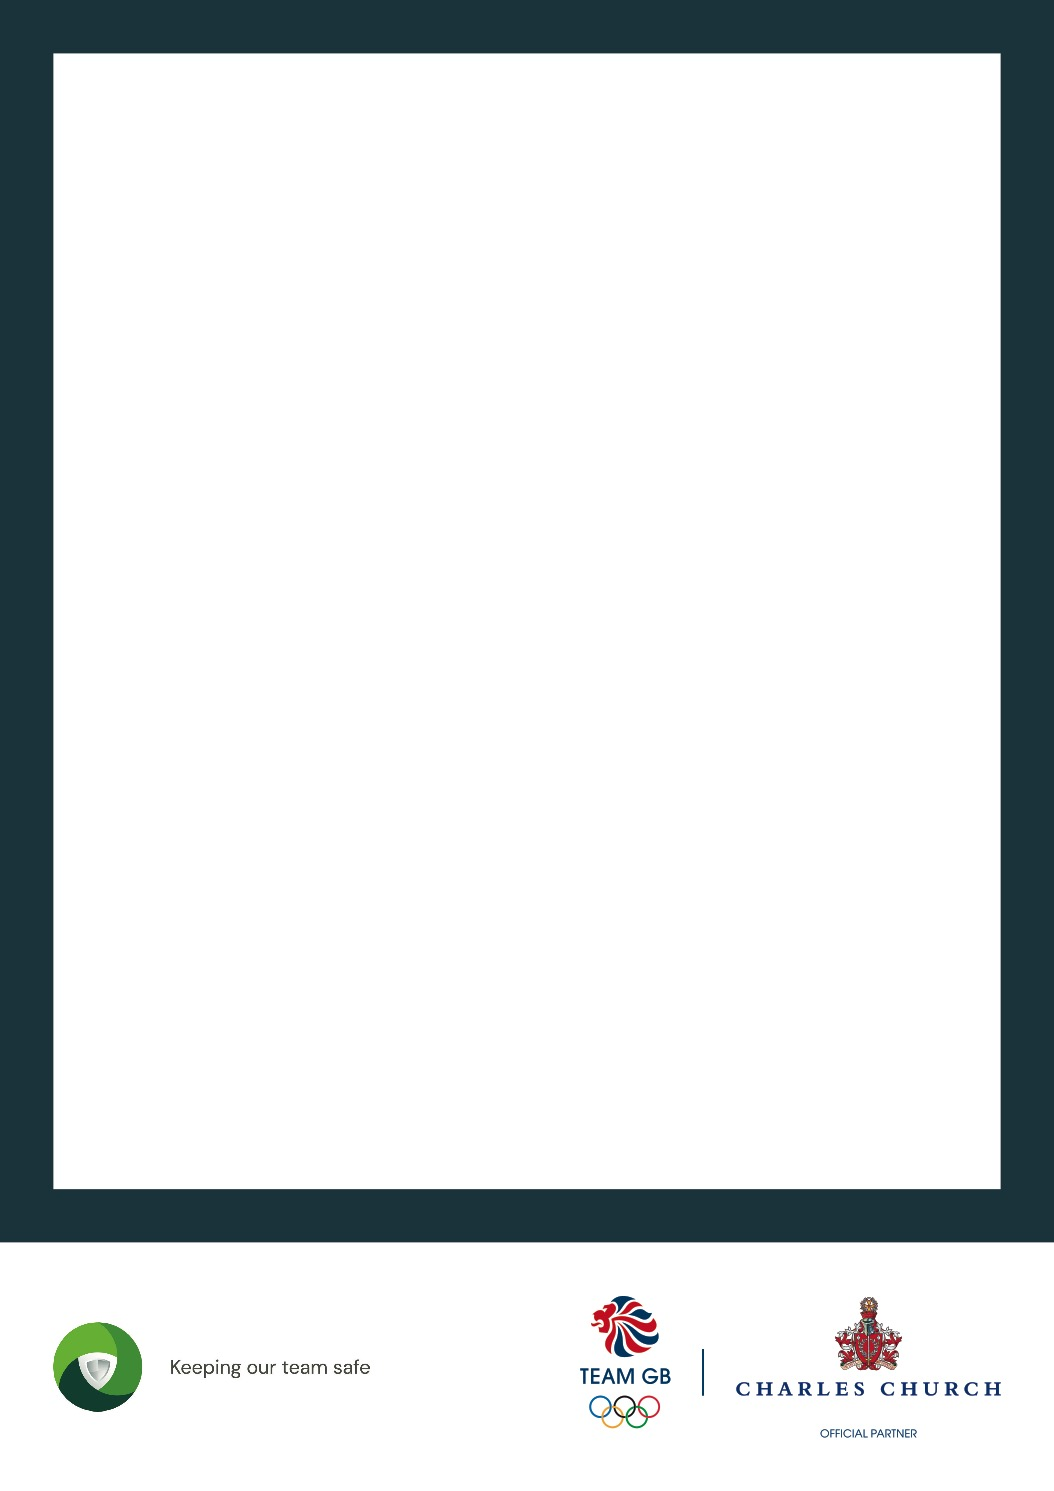 Keeping our team safe
TEAM GB
CHARLES CHURCH
OFFICIAL PARTNER